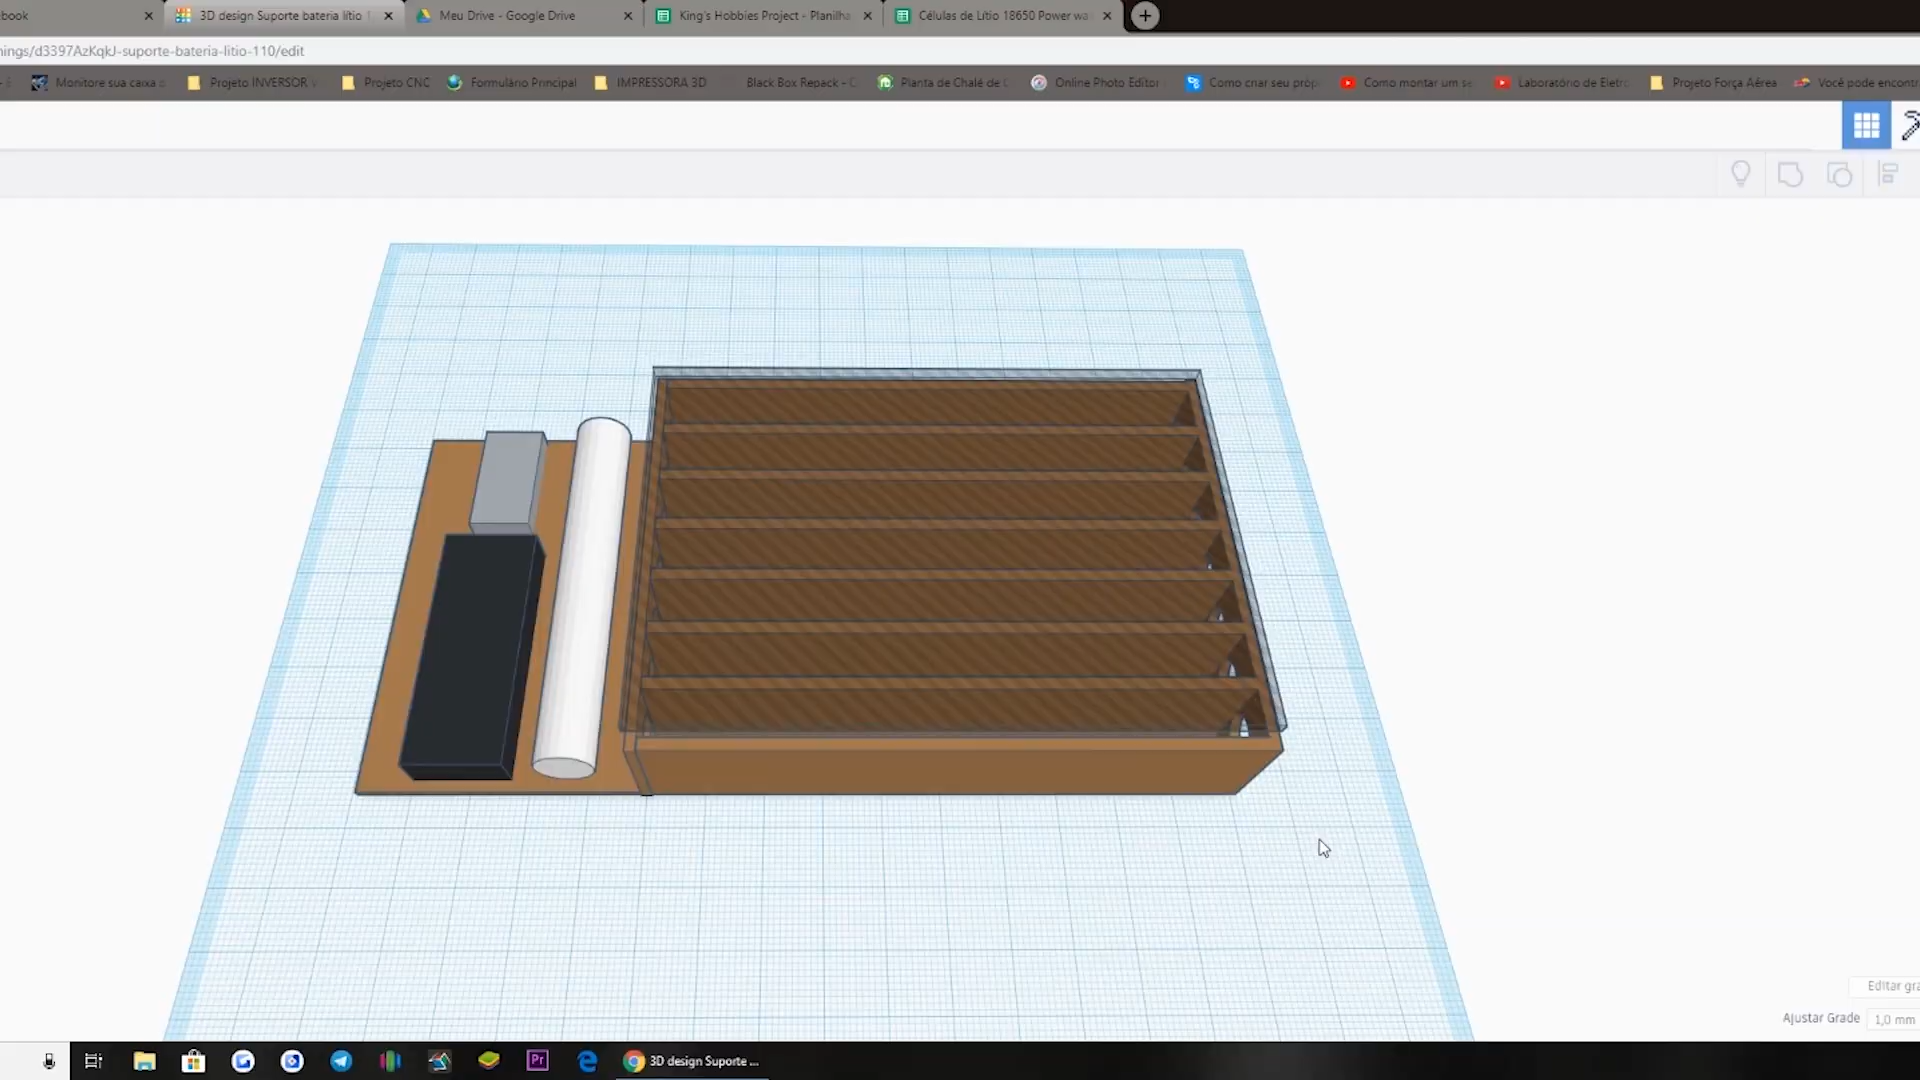 book
3D design Suporte bateria lítio 1
Meu Drive - Google Drive
King's Hobbies Project - Planilha
Células de Lítio 18650 Power wa
nings/d3397AzKqkJ-suporte-bateria-litio-110/edit
Monitore sua caixa
Projeto INVERSOR
Projeto CNC
Formulário Principal
IMPRESSORA 3D
Black Box Repack - C
Planta de Chalé de
Online Photo Editor
Como criar seu próp
Como montar um se
Laboratório de Eletr
Projeto Força Aérea
Você pode encontr
Editar gra
Ajustar Grade
1,0 mm
Pr
3D design Suporte ...